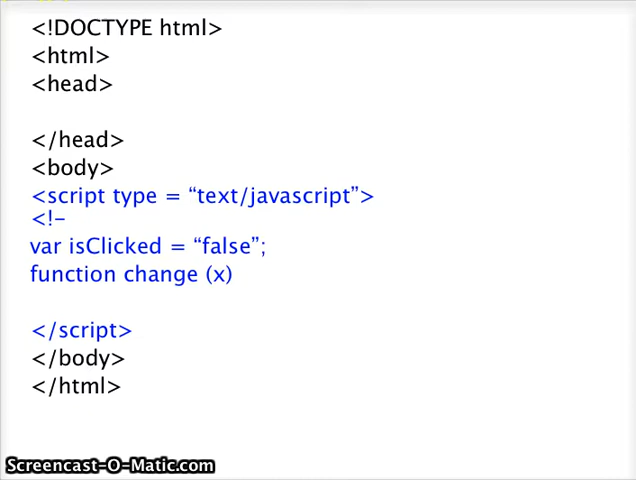 <!DOCTYPE html>
<html>
<head>
</head>
<body>
<script type = “text/javascript”>
<!-
var isClicked = “false”;
function change (x)
</script>
</body>
</html>
Screencast-O-Matic.com